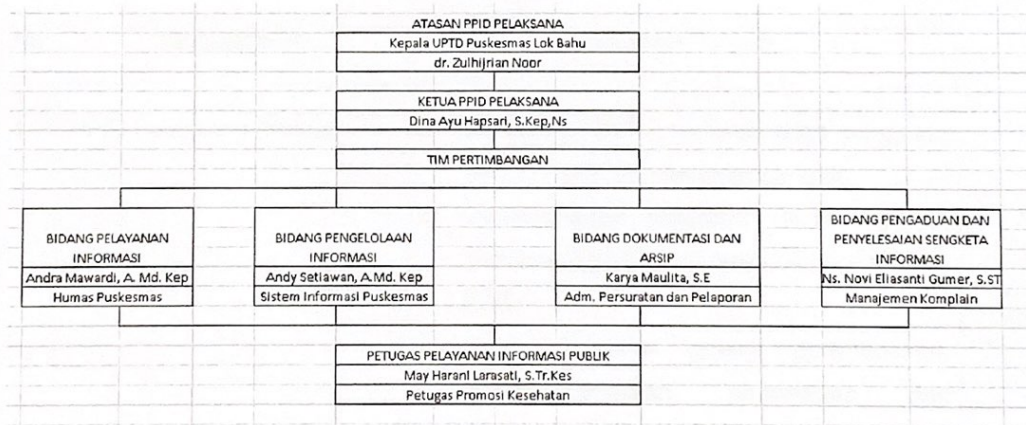 ATASAN PPID PELAKSANA
Kepala UPTD Puskesmas Lok Bahu
dr. Zulhijrian Noor
KETUA PPID PELAKSANA
Dina Ayu Hapsari, S.Kep,Ns
TIM PERTIMBANGAN
BIDANG PELAYANAN
INFORMASI
Andra Mawardi, A. Md. Kep
Humas Puskesmas
BIDANG PENGELOLAAN
INFORMASI
Andy Setiawan, A.Md. Kep
Sistem Informasi Puskesmas
BIDANG DOKUMENTASI DAN
ARSIP
Karya Maulita, S.E
Adm. Persuratan dan Pelaporan
BIDANG PENGADUAN DAN
PENYELESAIAN SENGKETA
INFORMASI
Ns. Novi Eliasanti Gumer, S.ST
Manajemen Komplain
PETUGAS PELAYANAN INFORMASI PUBLIK
May Harani Larasati, S.Tr.Kes
Petugas Promosi Kesehatan